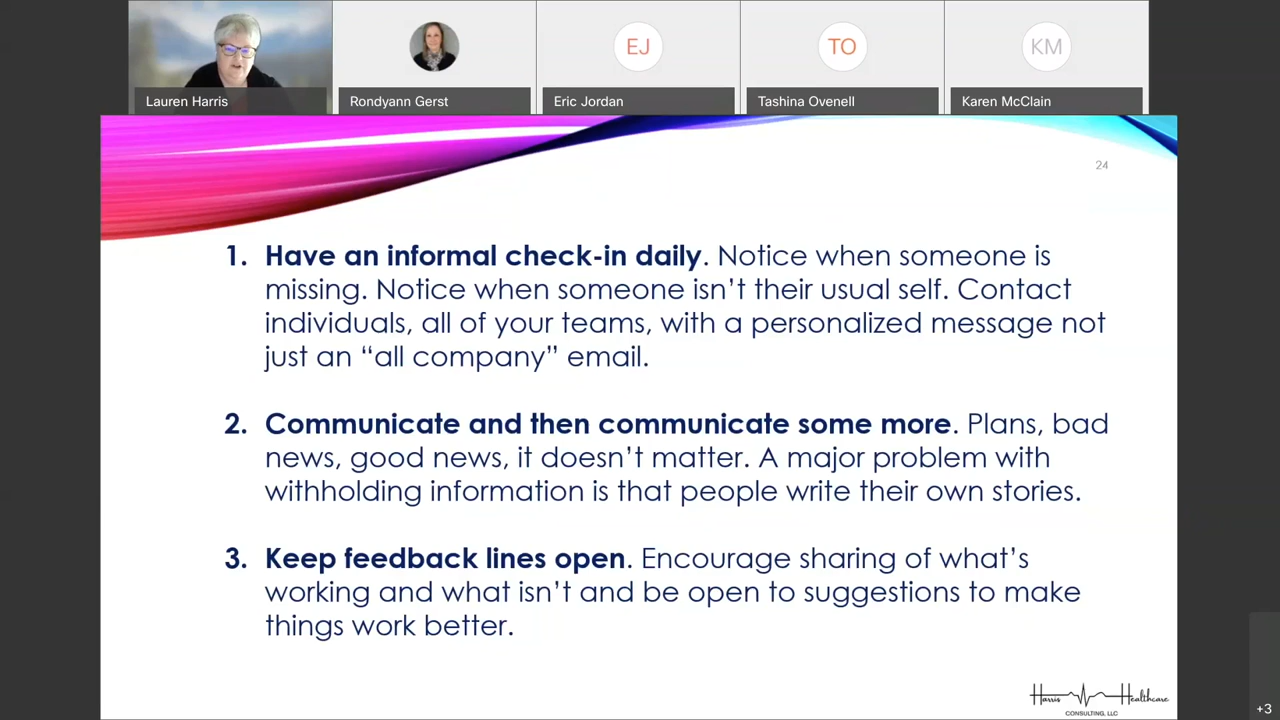 EJ
TO
KM
Lauren Harris
Rondyann Gerst
Eric Jordan
Tashina Ovenell
Karen McClain
24
1. Have an informal check-in daily. Notice when someone is
missing. Notice when someone isn’t their usual self. Contact
individuals, all of your teams, with a personalized message not
just an “all company” email.
2. Communicate and then communicate some more. Plans, bad
news, good news, it doesn’t matter. A major problem with
withholding information is that people write their own stories.
3. Keep feedback lines open. Encourage sharing of what’s
working and what isn’t and be open to suggestions to make
things work better.
Harris Healthcare
CONSULTING, LLC
+3